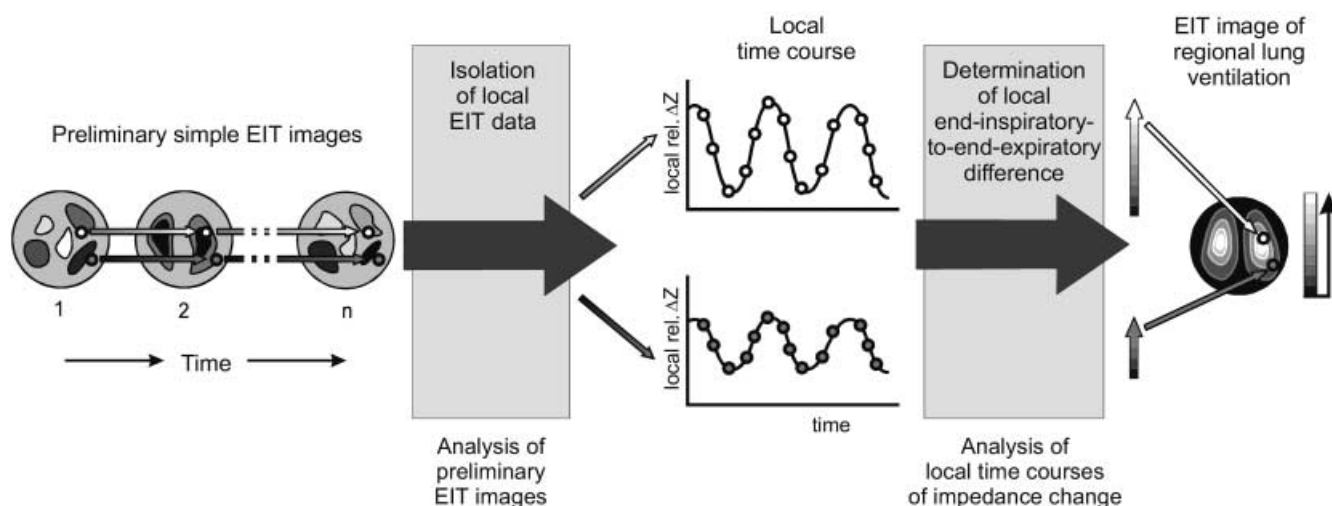 Preliminary simple EIT images
1
2
n
Time
Isolation
of local
EIT data
Analysis of
preliminary
EIT images
Local
time course
local rel. ΔZ
local rel. ΔZ
time
Determination
of local
end-inspiratory-
to-end-expiratory
difference
Analysis of
local time courses
of impedance change
EIT image of
regional lung
ventilation